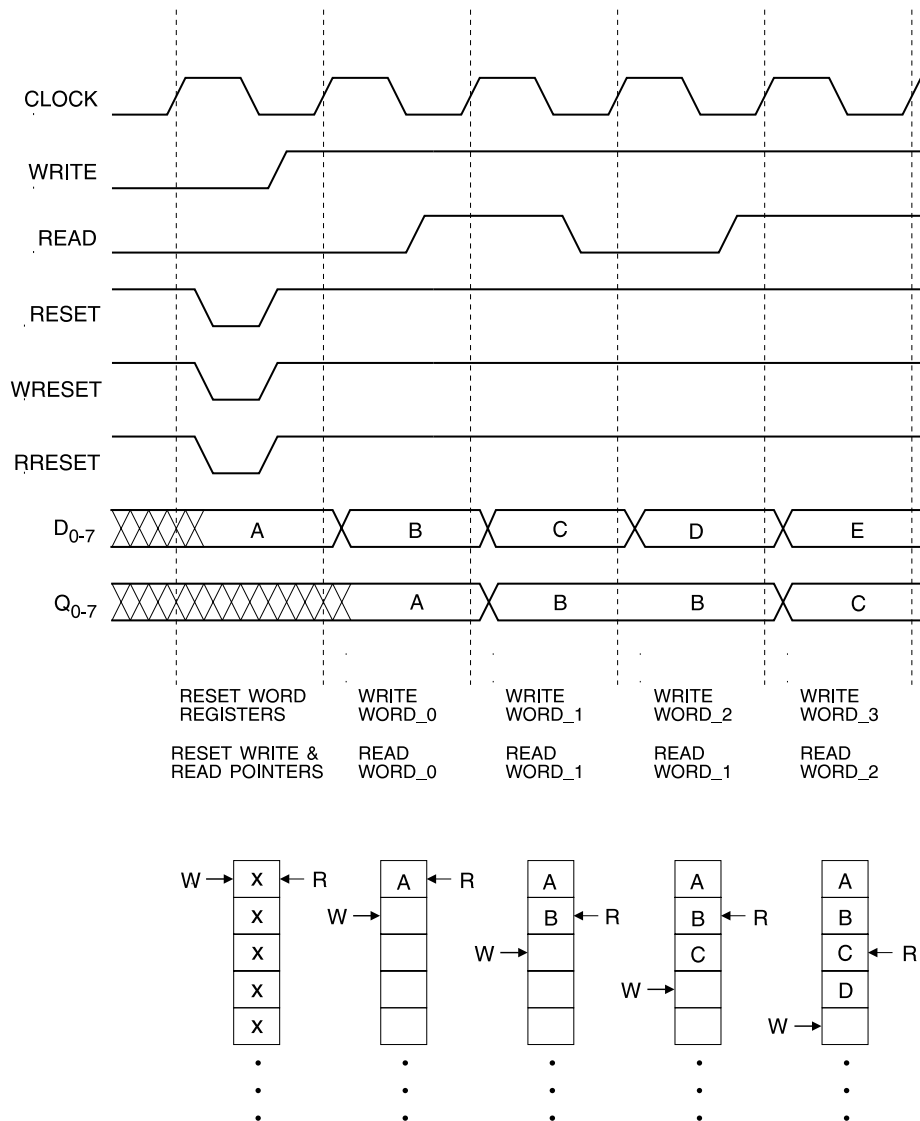 CLOCK
WRITE
READ
RESET
WRESET
RRESET
D0-7 A B C D E
Q0-7 A B B C
RESET WORD REGISTERS
WRITE WORD_0
WRITE WORD_1
WRITE WORD_2
WRITE WORD_3
RESET WRITE & READ POINTERS
READ WORD_0
READ WORD_1
READ WORD_1
READ WORD_2
W X R A R A A A
X W B R B R B
X W C C R
X W D
X W